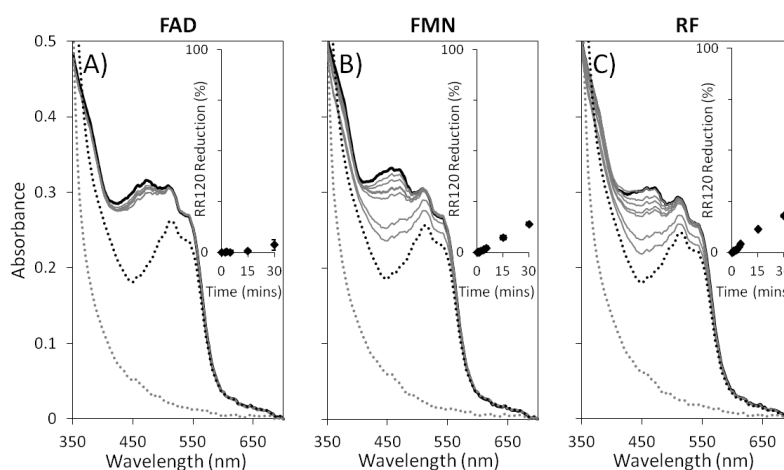 FAD
FMN
RF
A)
B)
C)
Absorbance
0.5
0.4
0.3
0.2
0.1
0
350
450
550
650
Wavelength (nm)
RR120 Reduction (%)
100
0
0
15
30
Time (mins)
350
450
550
650
Wavelength (nm)
RR120 Reduction (%)
100
0
0
15
30
Time (mins)
350
450
550
650
Wavelength (nm)
RR120 Reduction (%)
100
0
0
15
3
Time (mins)